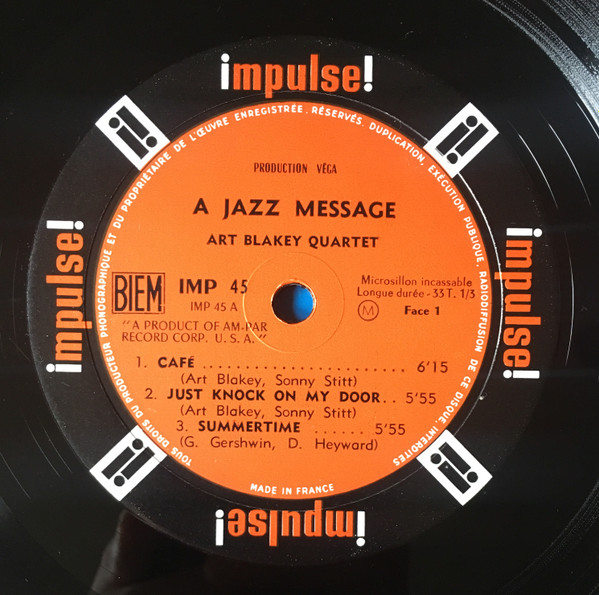 impulse!
TOUS DROITS DU PRODUCTEUR PHONOGRAPHIQUE ET DU PROPRIÉTAIRE DE L'ŒUVRE ENREGISTRÉE, RÉSERVÉS, DUPLICATION, EXÉCUTION PUBLIQUE, RADIODIFFUSION DE CE DISQUE, INTERDITES
PRODUCTION VÉGA
A JAZZ MESSAGE
ART BLAKEY QUARTET
impulse!
impulse!
BIEM IMP 45
IMP 45 A
Microsillon incassable
Longue durée - 33 T. 1/3
M Face 1
"A PRODUCT OF AM-PAR
RECORD CORP. U.S.A."
1. CAFÉ ....................... 6'15
(Art Blakey, Sonny Stitt)
2. JUST KNOCK ON MY DOOR.. 5'55
(Art Blakey, Sonny Stitt)
3. SUMMERTIME ...... 5'55
(G. Gershwin, D. Heyward)
MADE IN FRANCE
impulse!